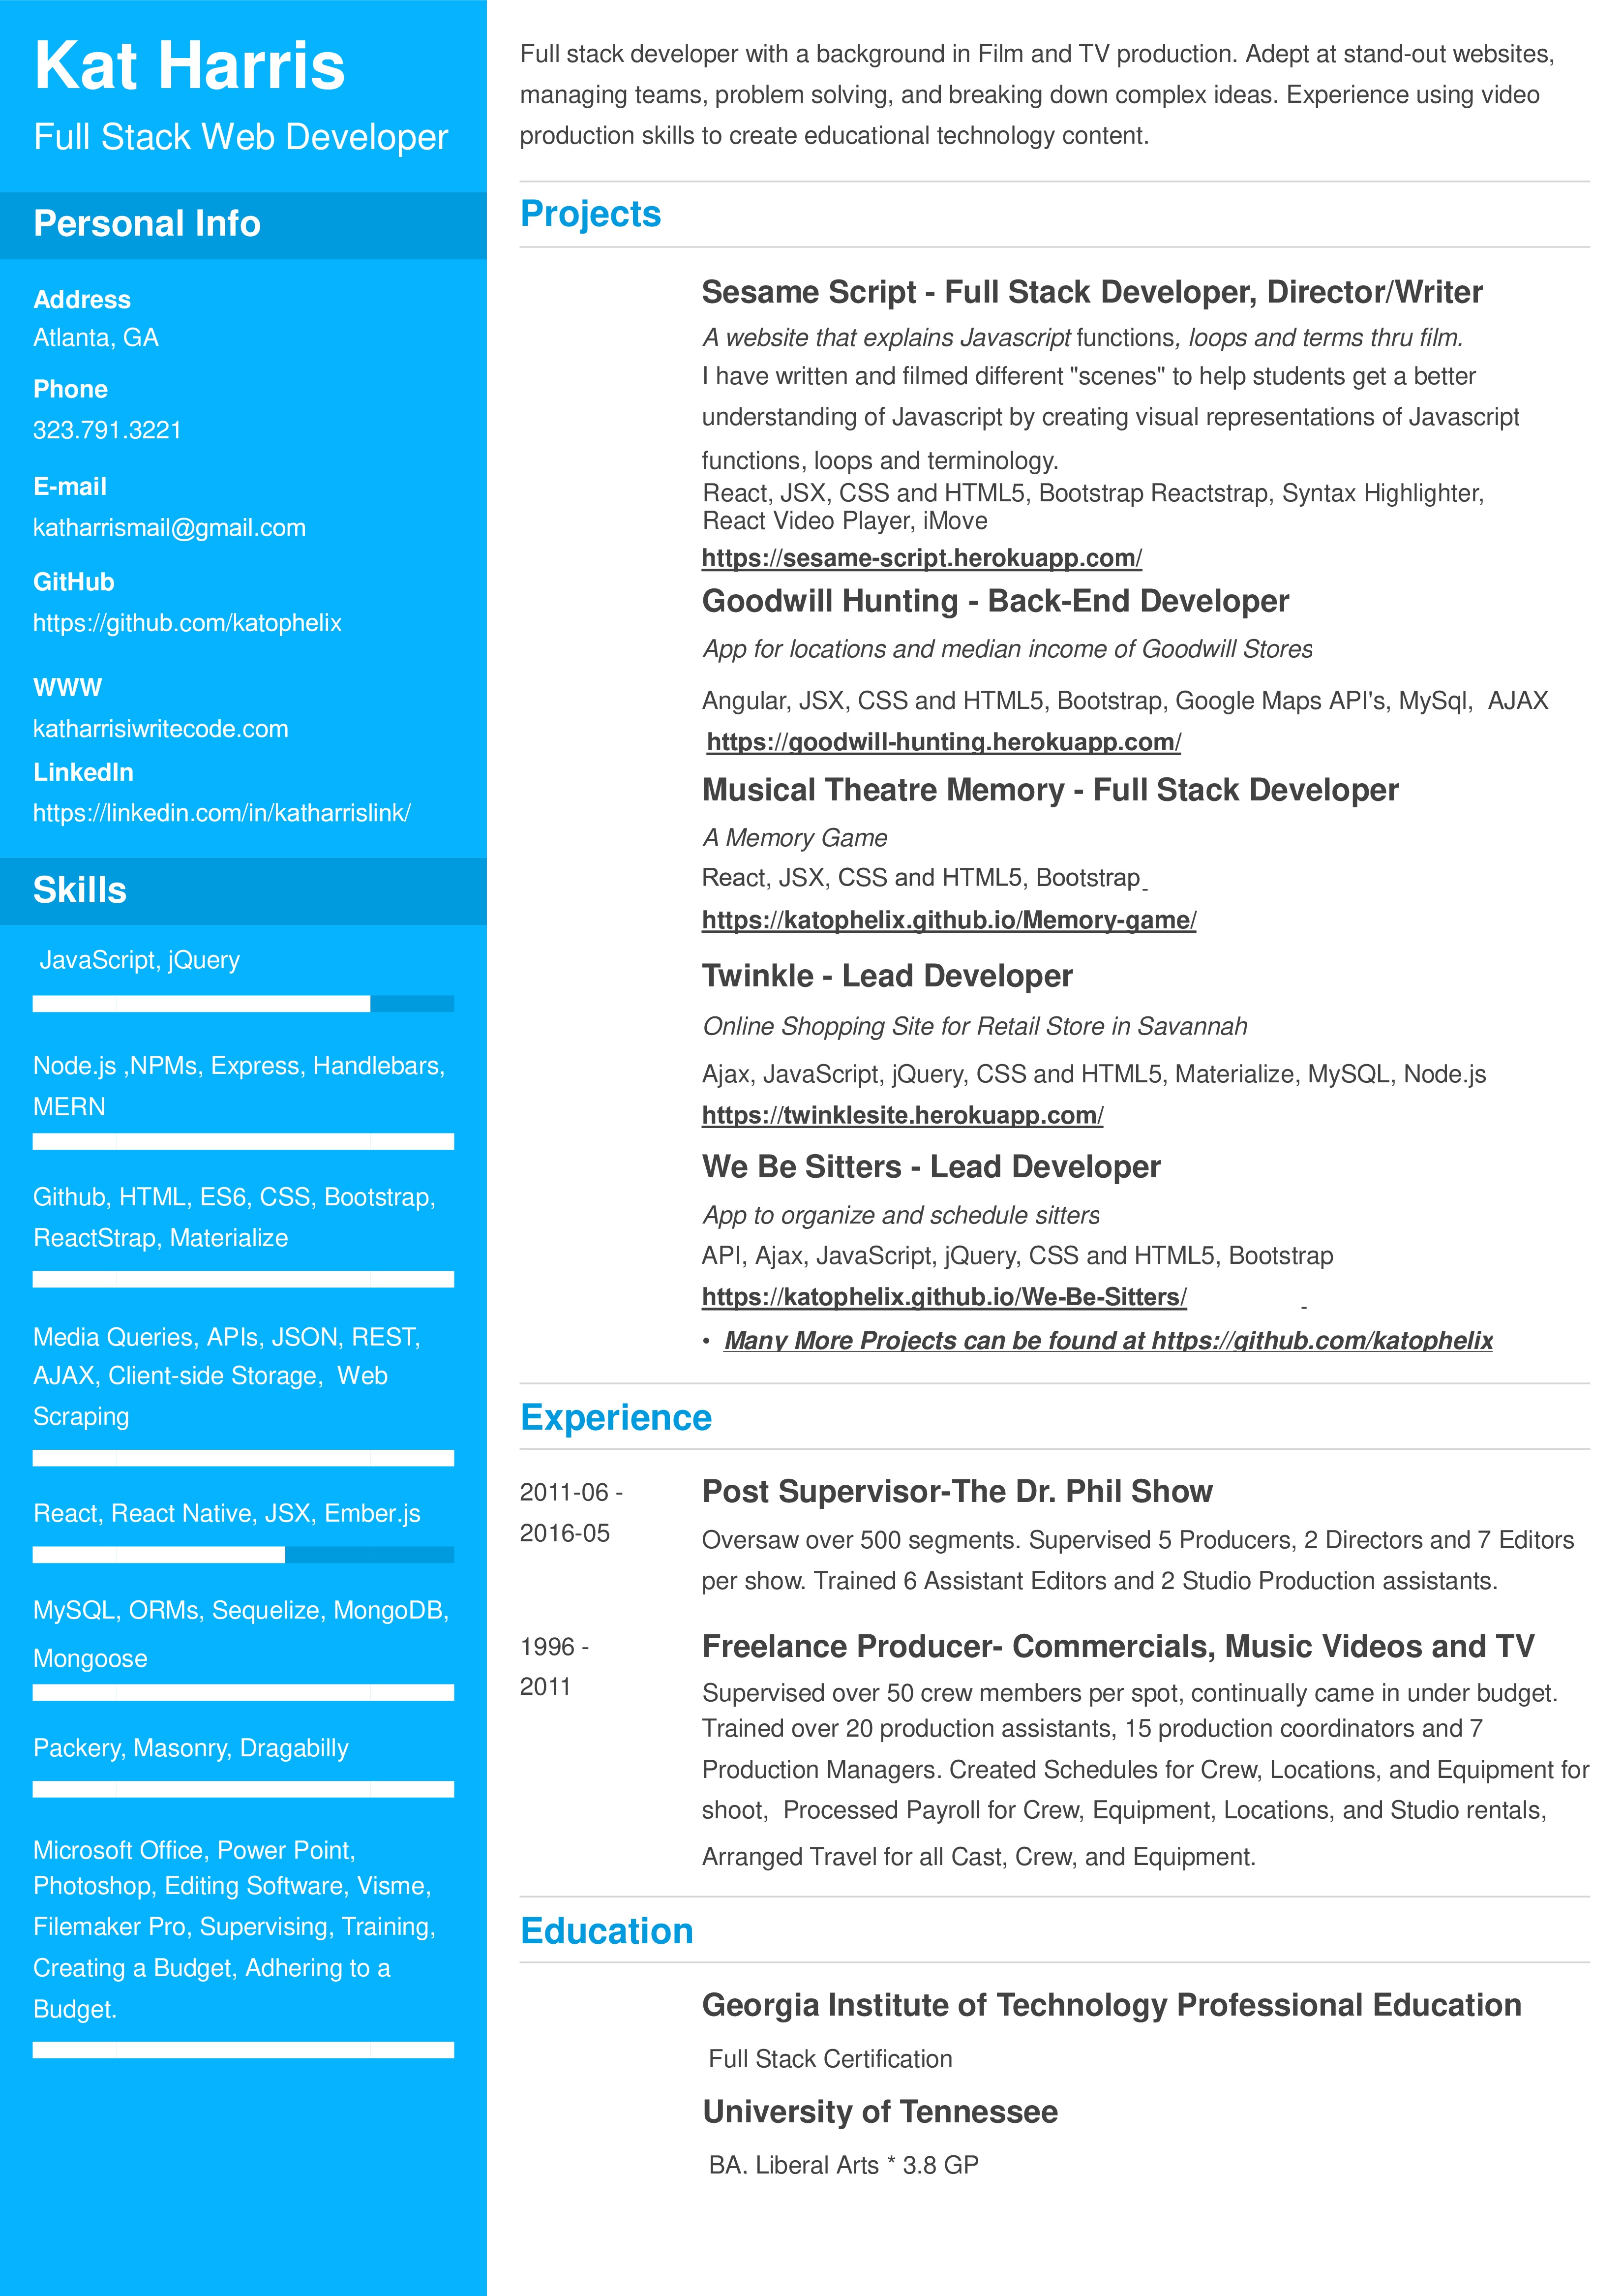 Kat Harris
Full Stack Web Developer
Personal Info
Address
Atlanta, GA
Phone
323.791.3221
E-mail
katharrismail@gmail.com
GitHub
https://github.com/katophelix
WWW
katharrisiwritecode.com
LinkedIn
https://linkedin.com/in/katharrislink/
Skills
JavaScript, jQuery
Node.js ,NPMs, Express, Handlebars,
MERN
Github, HTML, ES6, CSS, Bootstrap,
ReactStrap, Materialize
Media Queries, APIs, JSON, REST,
AJAX, Client-side Storage,  Web
Scraping
React, React Native, JSX, Ember.js
MySQL, ORMs, Sequelize, MongoDB,
Mongoose
Packery, Masonry, Dragabilly
Microsoft Office, Power Point,
Photoshop, Editing Software, Visme,
Filemaker Pro, Supervising, Training,
Creating a Budget, Adhering to a
Budget.
Full stack developer with a background in Film and TV production. Adept at stand-out websites,
managing teams, problem solving, and breaking down complex ideas. Experience using video
production skills to create educational technology content.
Projects
Sesame Script - Full Stack Developer, Director/Writer
A website that explains Javascript functions, loops and terms thru film.
I have written and filmed different "scenes" to help students get a better
understanding of Javascript by creating visual representations of Javascript
functions, loops and terminology.
React, JSX, CSS and HTML5, Bootstrap Reactstrap, Syntax Highlighter,
React Video Player, iMove
https://sesame-script.herokuapp.com/
Goodwill Hunting - Back-End Developer
App for locations and median income of Goodwill Stores
Angular, JSX, CSS and HTML5, Bootstrap, Google Maps API's, MySql,  AJAX
https://goodwill-hunting.herokuapp.com/
Musical Theatre Memory - Full Stack Developer
A Memory Game
React, JSX, CSS and HTML5, Bootstrap
https://katophelix.github.io/Memory-game/
Twinkle - Lead Developer
Online Shopping Site for Retail Store in Savannah
Ajax, JavaScript, jQuery, CSS and HTML5, Materialize, MySQL, Node.js
https://twinklesite.herokuapp.com/
We Be Sitters - Lead Developer
App to organize and schedule sitters
API, Ajax, JavaScript, jQuery, CSS and HTML5, Bootstrap
https://katophelix.github.io/We-Be-Sitters/
• Many More Projects can be found at https://github.com/katophelix
Experience
2011-06 -
2016-05
Post Supervisor-The Dr. Phil Show
Oversaw over 500 segments. Supervised 5 Producers, 2 Directors and 7 Editors
per show. Trained 6 Assistant Editors and 2 Studio Production assistants.
1996 -
2011
Freelance Producer- Commercials, Music Videos and TV
Supervised over 50 crew members per spot, continually came in under budget.
Trained over 20 production assistants, 15 production coordinators and 7
Production Managers. Created Schedules for Crew, Locations, and Equipment for
shoot,  Processed Payroll for Crew, Equipment, Locations, and Studio rentals,
Arranged Travel for all Cast, Crew, and Equipment.
Education
Georgia Institute of Technology Professional Education
Full Stack Certification
University of Tennessee
BA. Liberal Arts * 3.8 GP